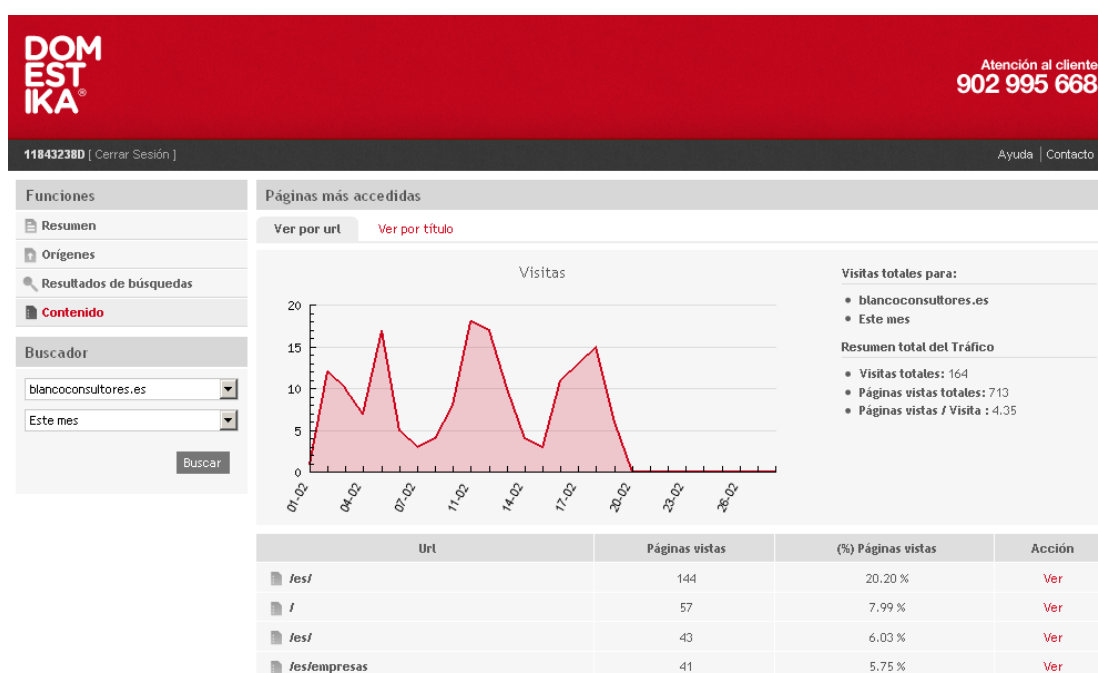 DOM
EST
IKA®
Atención al cliente
902 995 668
11843238D [ Cerrar Sesión ]
Ayuda | Contacto
Funciones
Resumen
Orígenes
Resultados de búsquedas
Contenido
Buscador
blancoconsultores.es
Este mes
Buscar
Páginas más accedidas
Ver por url Ver por título
Visitas
20
15
10
5
0
01-02 04-02 07-02 11-02 14-02 17-02 20-02 23-02 26-02
Visitas totales para:
blancoconsultores.es
Este mes
Resumen total del Tráfico
Visitas totales: 164
Páginas vistas totales: 713
Páginas vistas / Visita : 4.35
Url Páginas vistas (%) Páginas vistas Acción
/es/ 144 20.20 % Ver
/ 57 7.99 % Ver
/es/ 43 6.03 % Ver
/es/empresas 41 5.75 % Ver